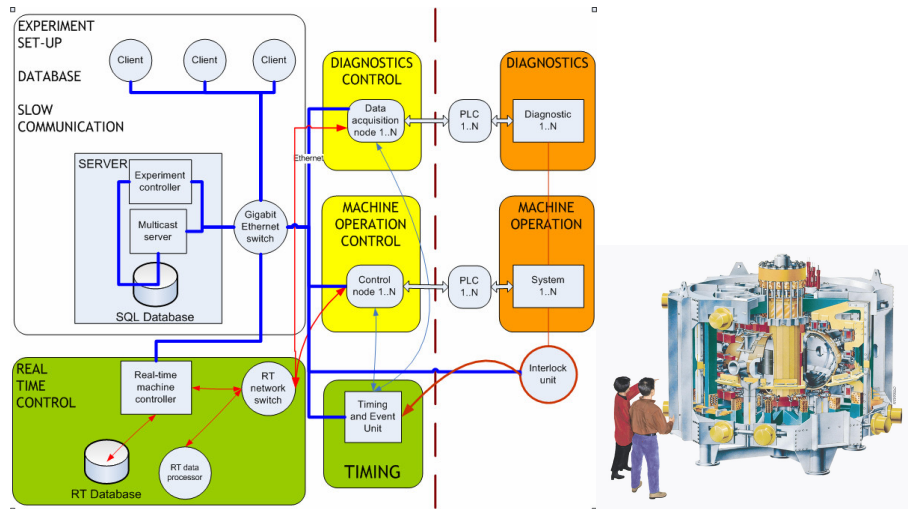 EXPERIMENT
SET-UP
DATABASE
SLOW
COMMUNICATION
Client
Client
Client
SERVER
Experiment
controller
Multicast
server
SQL Database
Gigabit
Ethernet
switch
Ethernet
DIAGNOSTICS
CONTROL
Data
acquisition
node 1..N
PLC
1..N
DIAGNOSTICS
Diagnostic
1..N
MACHINE
OPERATION
CONTROL
Control
node 1..N
PLC
1..N
MACHINE
OPERATION
System
1..N
Interlock
unit
REAL
TIME
CONTROL
Real-time
machine
controller
RT
network
switch
RT Database
RT data
processor
Timing
and Event
Unit
TIMING